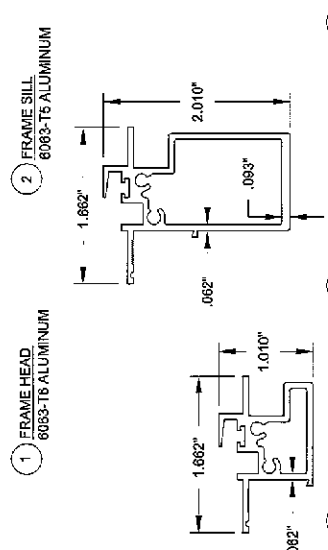 1 FRAME HEAD
6063-T6 ALUMINUM
1.662"
1.010"
.062"
2 FRAME SILL
6063-T5 ALUMINUM
1.662"
2.010"
.062"
.093"